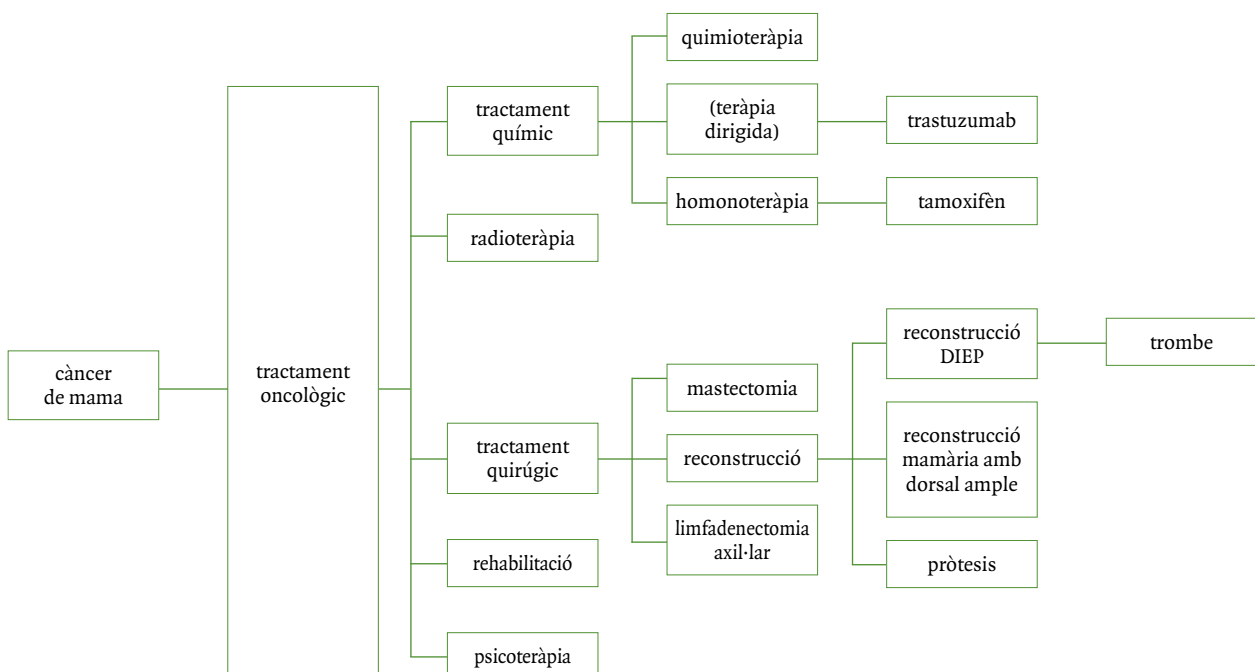 càncer
de mama
tractament
oncològic
tractament
químic
quimioteràpia
(teràpia
dirigida)
trastuzumab
homonoteràpia
tamoxifèn
radioteràpia
tractament
quirúgic
mastectomia
reconstrucció
reconstrucció
DIEP
trombe
reconstrucció
mamària amb
dorsal ample
pròtesis
limfadenectomia
axil·lar
rehabilitació
psicoteràpia